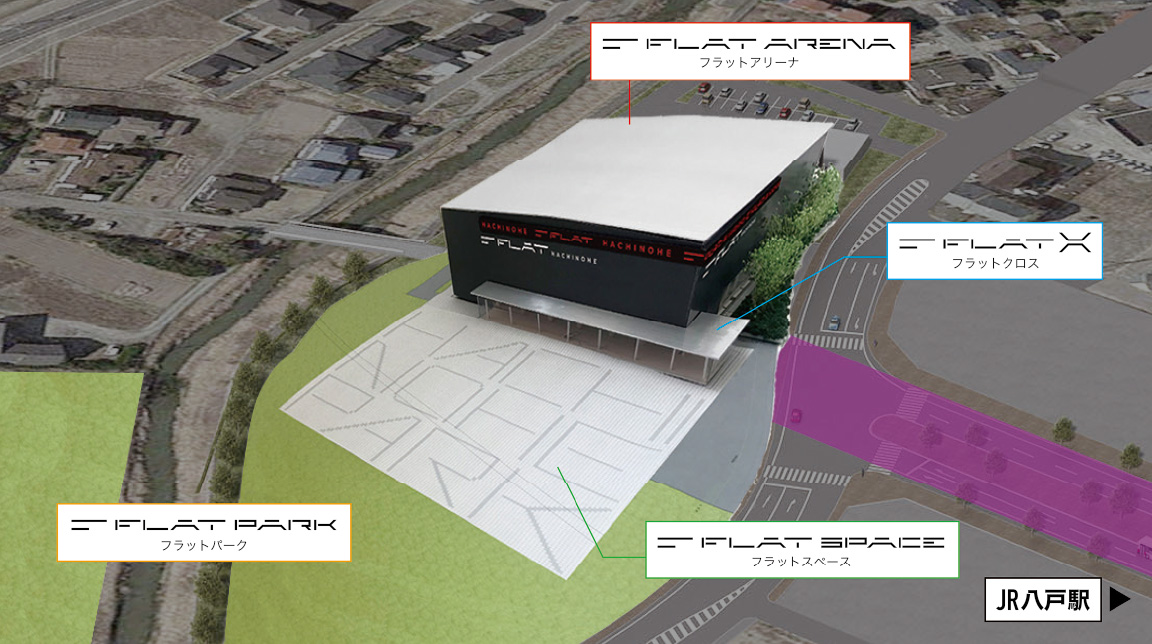 FLAT ARENA
フラットアリーナ
HACHINOHE FLAT HACHINOHE
FLAT HACHINOHE
FLAT X
フラットクロス
FLAT PARK
フラットパーク
FLAT SPACE
フラットスペース
JR八戸駅